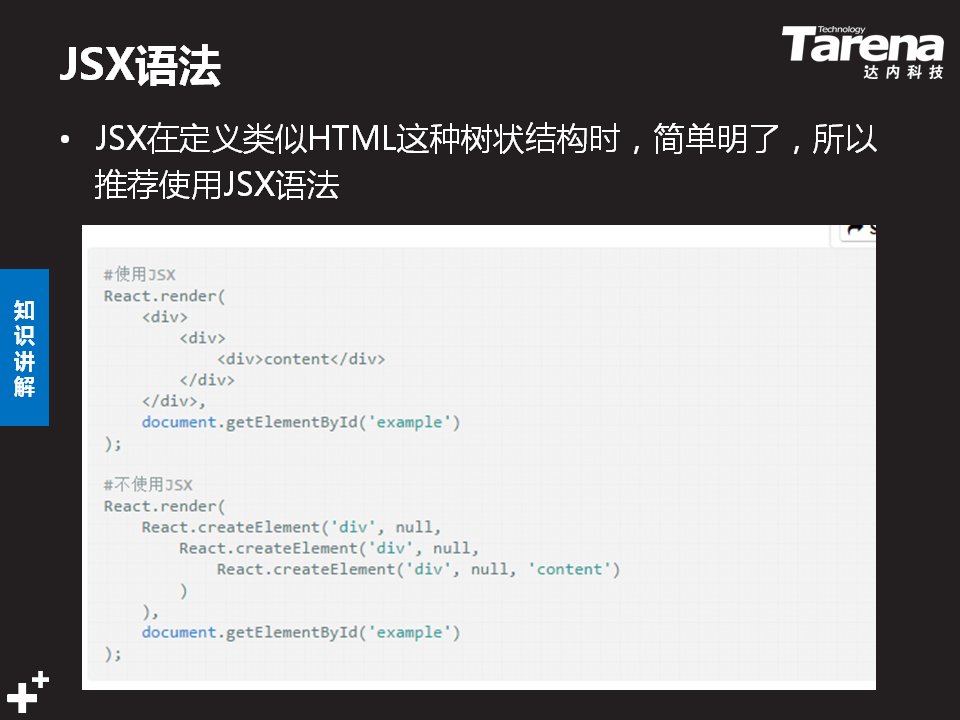 JSX语法
Technology
Tarena
达内科技
• JSX在定义类似HTML这种树状结构时，简单明了，所以
推荐使用JSX语法
知识讲解
#使用JSX
React.render(
    <div>
        <div>
            <div>content</div>
        </div>
    </div>,
    document.getElementById('example')
);
#不使用JSX
React.render(
    React.createElement('div', null,
        React.createElement('div', null,
            React.createElement('div', null, 'content')
        )
    ),
    document.getElementById('example')
);